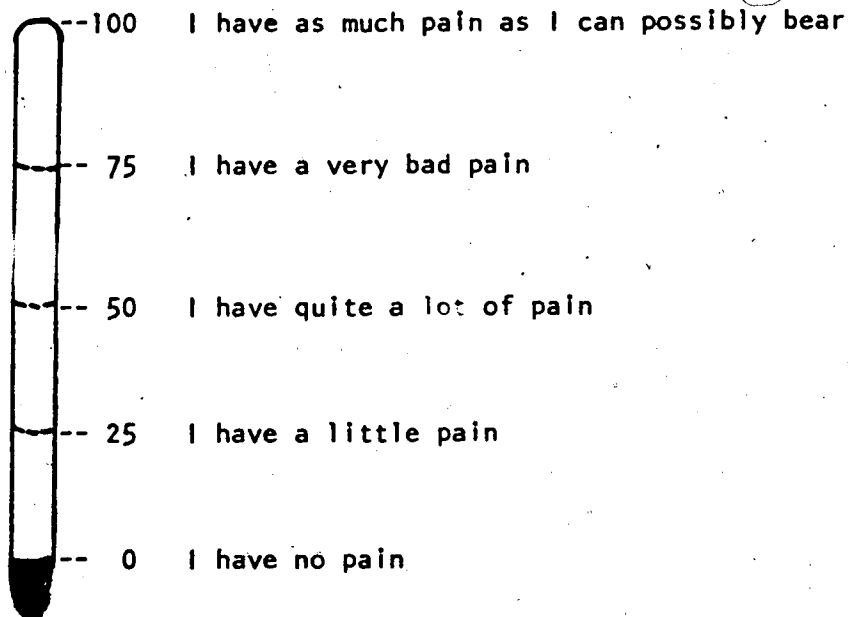 --100 I have as much pain as I can possibly bear
-- 75 I have a very bad pain
-- 50 I have quite a lot of pain
-- 25 I have a little pain
-- 0 I have no pain